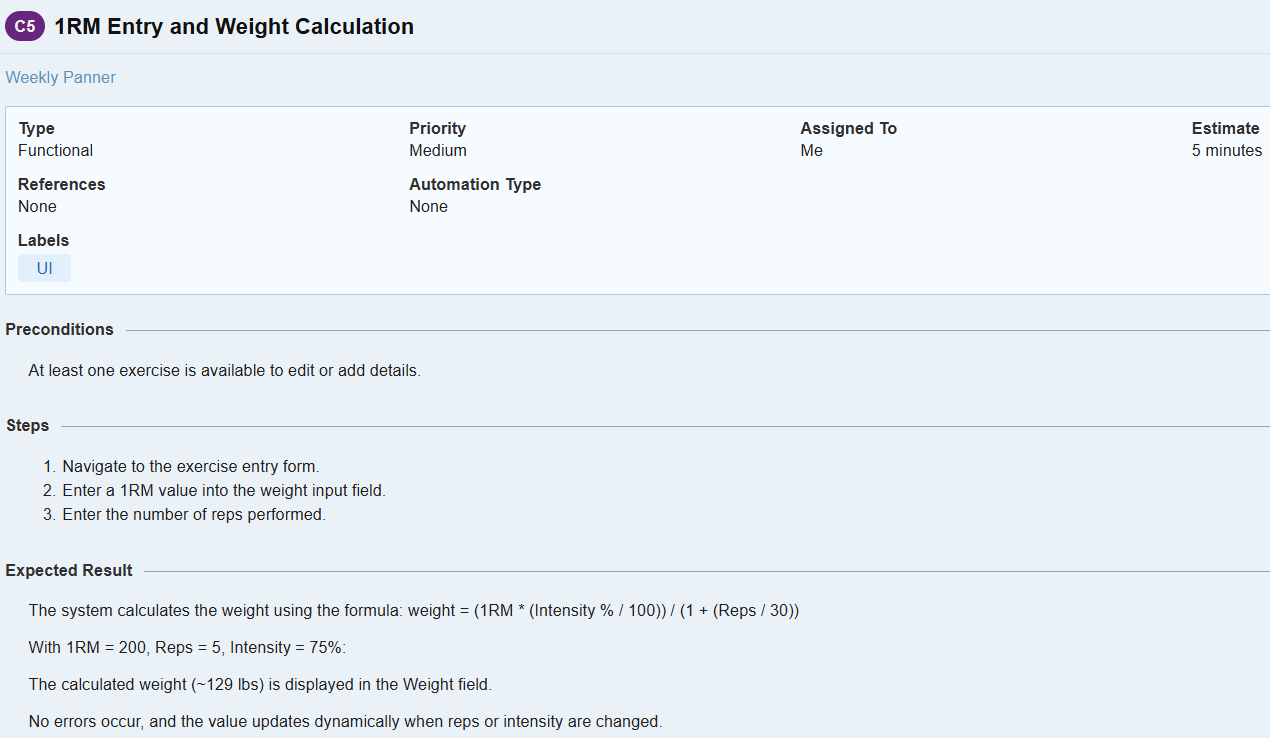 C5 1RM Entry and Weight Calculation
Weekly Panner
Type Priority Assigned To Estimate
Functional Medium Me 5 minutes
References Automation Type
None None
Labels
UI
Preconditions
At least one exercise is available to edit or add details.
Steps
1. Navigate to the exercise entry form.
2. Enter a 1RM value into the weight input field.
3. Enter the number of reps performed.
Expected Result
The system calculates the weight using the formula: weight = (1RM * (Intensity % / 100)) / (1 + (Reps / 30))
With 1RM = 200, Reps = 5, Intensity = 75%:
The calculated weight (~129 lbs) is displayed in the Weight field.
No errors occur, and the value updates dynamically when reps or intensity are changed.